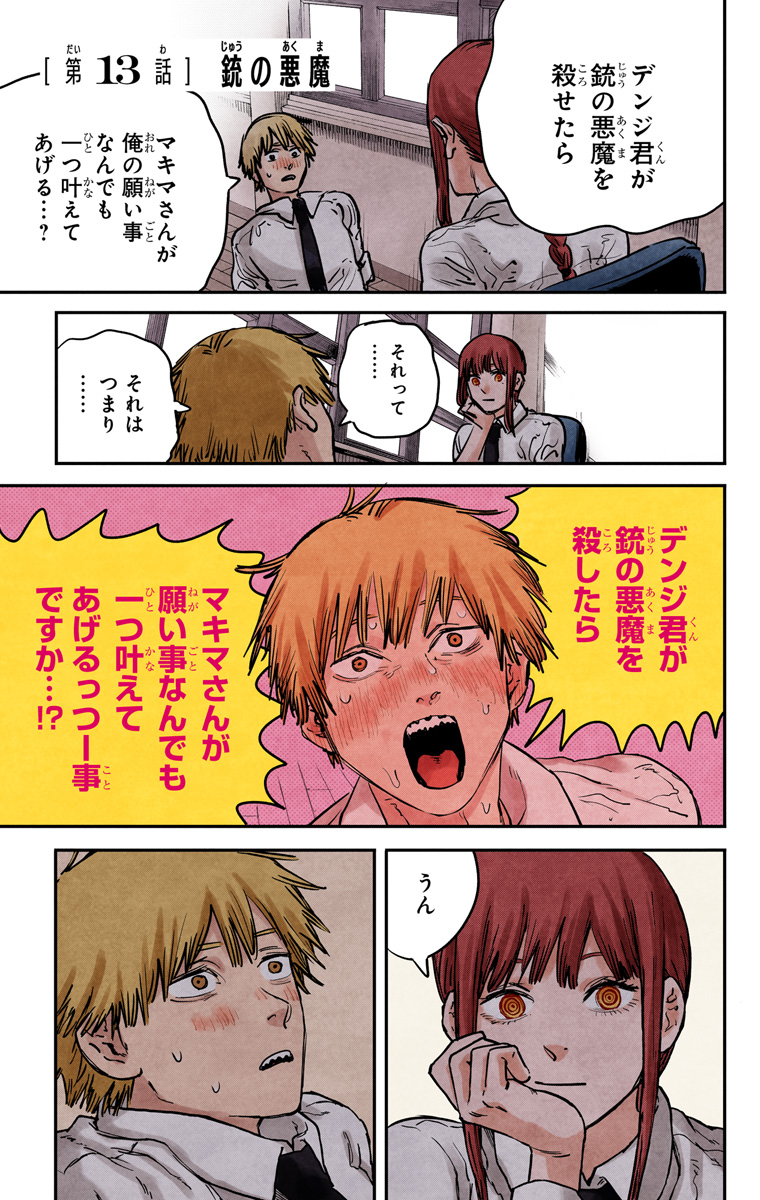 [第13話] 銃の悪魔
デンジ君が
銃の悪魔を
殺せたら
マキマさんが
俺の願い事
なんでも
一つ叶えて
あげる…?
それって
……
それは
つまり
……
デンジ君が
銃の悪魔を
殺したら
マキマさんが
願い事なんでも
一つ叶えて
あげるっつー事
ですか…!?
うん